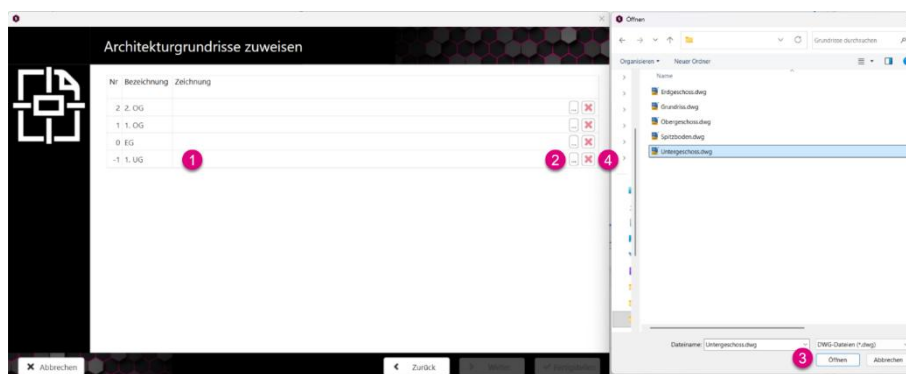 Architekturgrundrisse zuweisen
Nr Bezeichnung Zeichnung
2 2. OG ...
1 1. OG ...
0 EG ...
-1 1. UG 1 2 ... 4
Abbrechen
Zurück
Weiter
Fertigstellen
Öffnen
Grundrisse durchsuchen
Organisieren Neuer Ordner
Name
Erdgeschoss.dwg
Grundriss.dwg
Obergeschoss.dwg
Spitzboden.dwg
Untergeschoss.dwg
Dateiname: Untergeschoss.dwg DWG-Dateien (*.dwg)
3 Öffnen Abbrechen